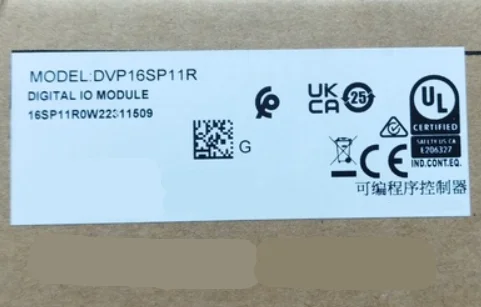 MODEL:DVP16SP11R
DIGITAL IO MODULE
16SP11R0W22311509
G
UK
CA
25
UL
CERTIFIED
SAFETY US CA
E206327
IND.CONT.EQ.
CE
可编程序控制器